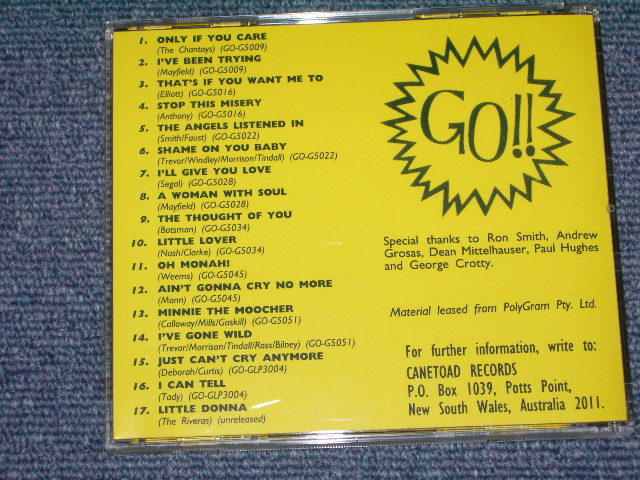 1. ONLY IF YOU CARE
(The Chantays) (GO-G5009)
2. I'VE BEEN TRYING
(Mayfield) (GO-G5009)
3. THAT'S IF YOU WANT ME TO
(Elliott) (GO-G5016)
4. STOP THIS MISERY
(Anthony) (GO-G5016)
5. THE ANGELS LISTENED IN
(Smith/Faust) (GO-G5022)
6. SHAME ON YOU BABY
(Trevor/Windley/Morrison/Tindall) (GO-G5022)
7. I'LL GIVE YOU LOVE
(Segal) (GO-G5028)
8. A WOMAN WITH SOUL
(Mayfield) (GO-G5028)
9. THE THOUGHT OF YOU
(Botsman) (GO-G5034)
10. LITTLE LOVER
(Nash/Clarke) (GO-G5034)
11. OH MONAH!
(Weems) (GO-G5045)
12. AIN'T GONNA CRY NO MORE
(Mann) (GO-G5045)
13. MINNIE THE MOOCHER
(Calloway/Mills/Gaskill) (GO-G5051)
14. I'VE GONE WILD
(Trevor/Morrison/Tindall/Ross/Bilney) (GO-G5051)
15. JUST CAN'T CRY ANYMORE
(Deborah/Curtis) (GO-GLP3004)
16. I CAN TELL
(Tady) (GO-GLP3004)
17. LITTLE DONNA
(The Riveras) (unreleased)
GO!!
Special thanks to Ron Smith, Andrew
Grosas, Dean Mittelhauser, Paul Hughes
and George Crotty.
Material leased from PolyGram Pty. Ltd.
For further information, write to:
CANETOAD RECORDS
P.O. Box 1039, Potts Point,
New South Wales, Australia 2011.